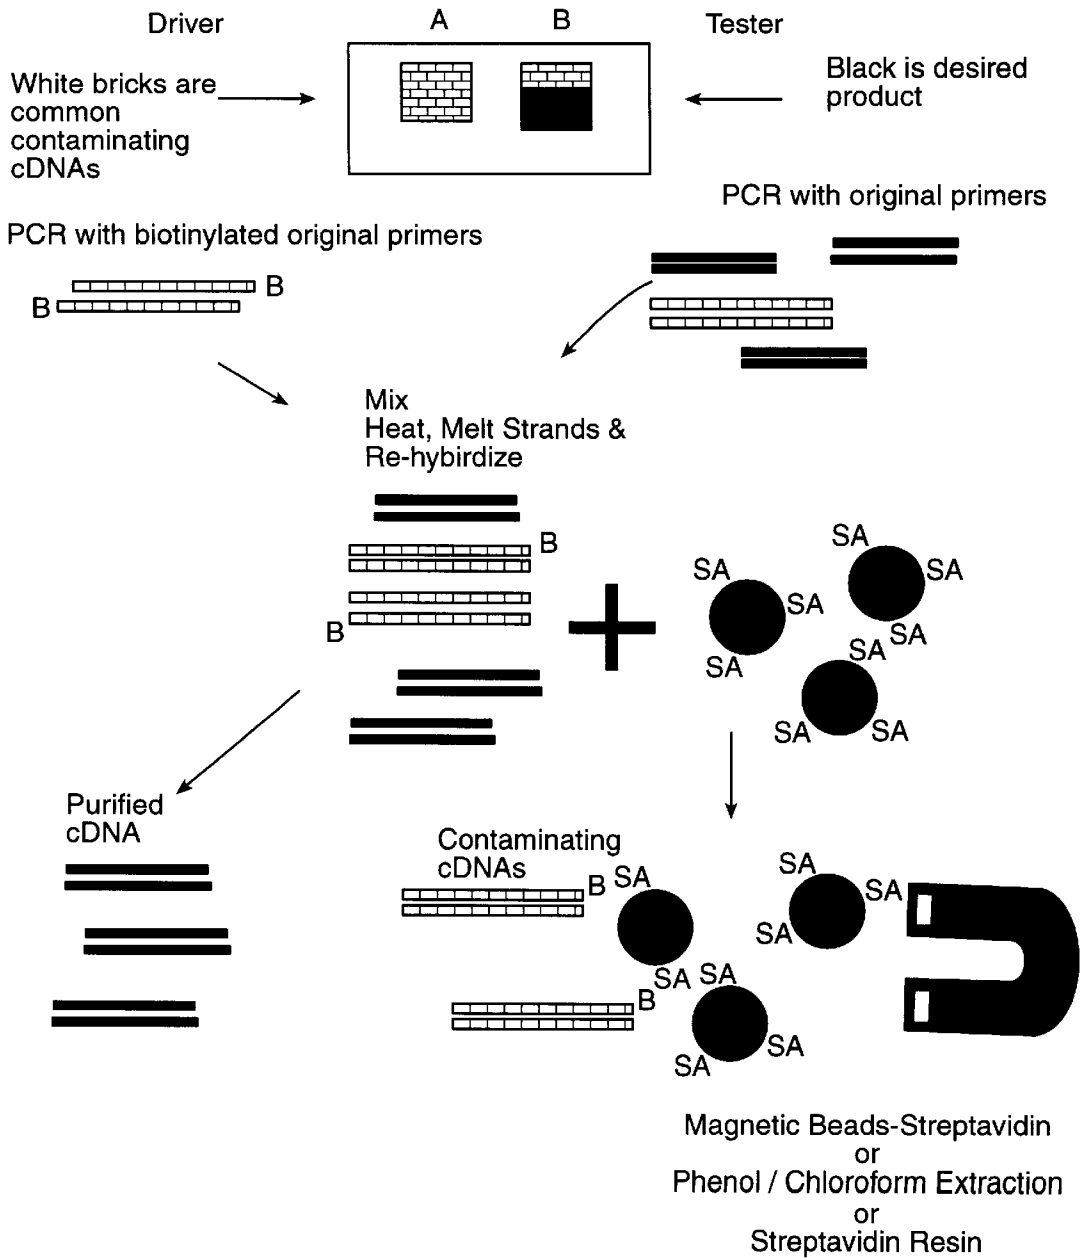 Driver
A
B
Tester
White bricks are
common
contaminating
cDNAs
Black is desired
product
PCR with original primers
PCR with biotinylated original primers
B
B
Mix
Heat, Melt Strands &
Re-hybirdize
B
B
SA
SA
SA
SA
SA
SA
SA
SA
SA
Purified
cDNA
Contaminating
cDNAs
B
SA
SA
B
SA
SA
SA
SA
SA
SA
Magnetic Beads-Streptavidin
or
Phenol / Chloroform Extraction
or
Streptavidin Resin